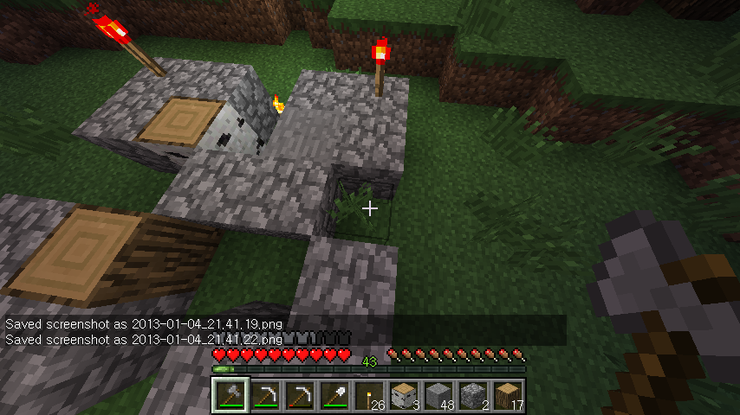 Saved screenshot as 2013-01-04_21.41.19.png
Saved screenshot as 2013-01-04_21.41.22.png
43
26 3 48 2 17